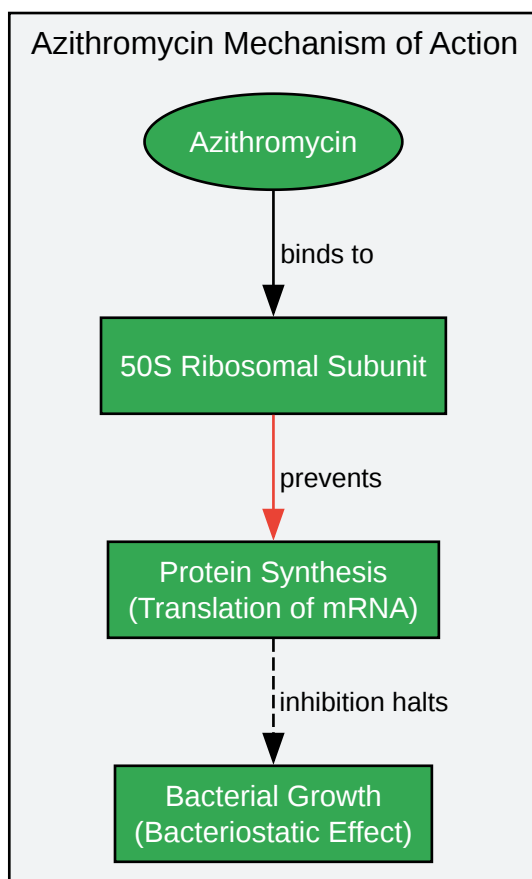 Azithromycin Mechanism of Action
Azithromycin
binds to
50S Ribosomal Subunit
prevents
Protein Synthesis
(Translation of mRNA)
inhibition halts
Bacterial Growth
(Bacteriostatic Effect)